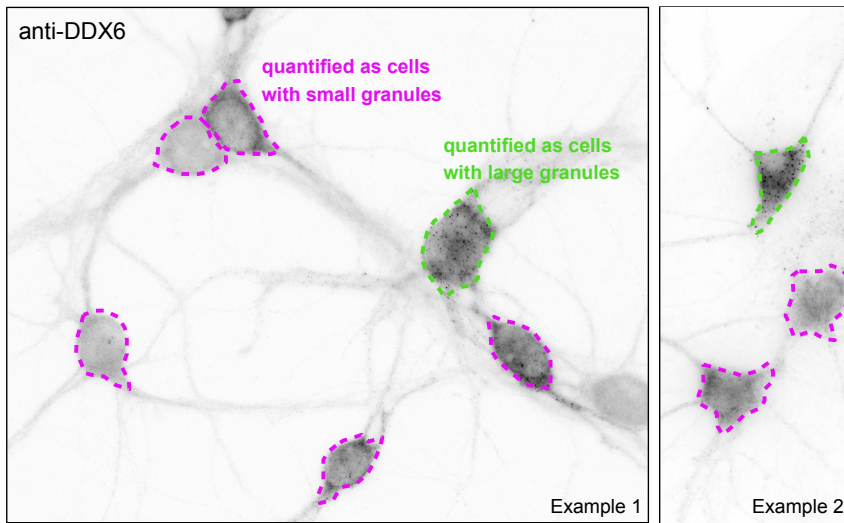 anti-DDX6
quantified as cells
with small granules
quantified as cells
with large granules
Example 1
Example 2